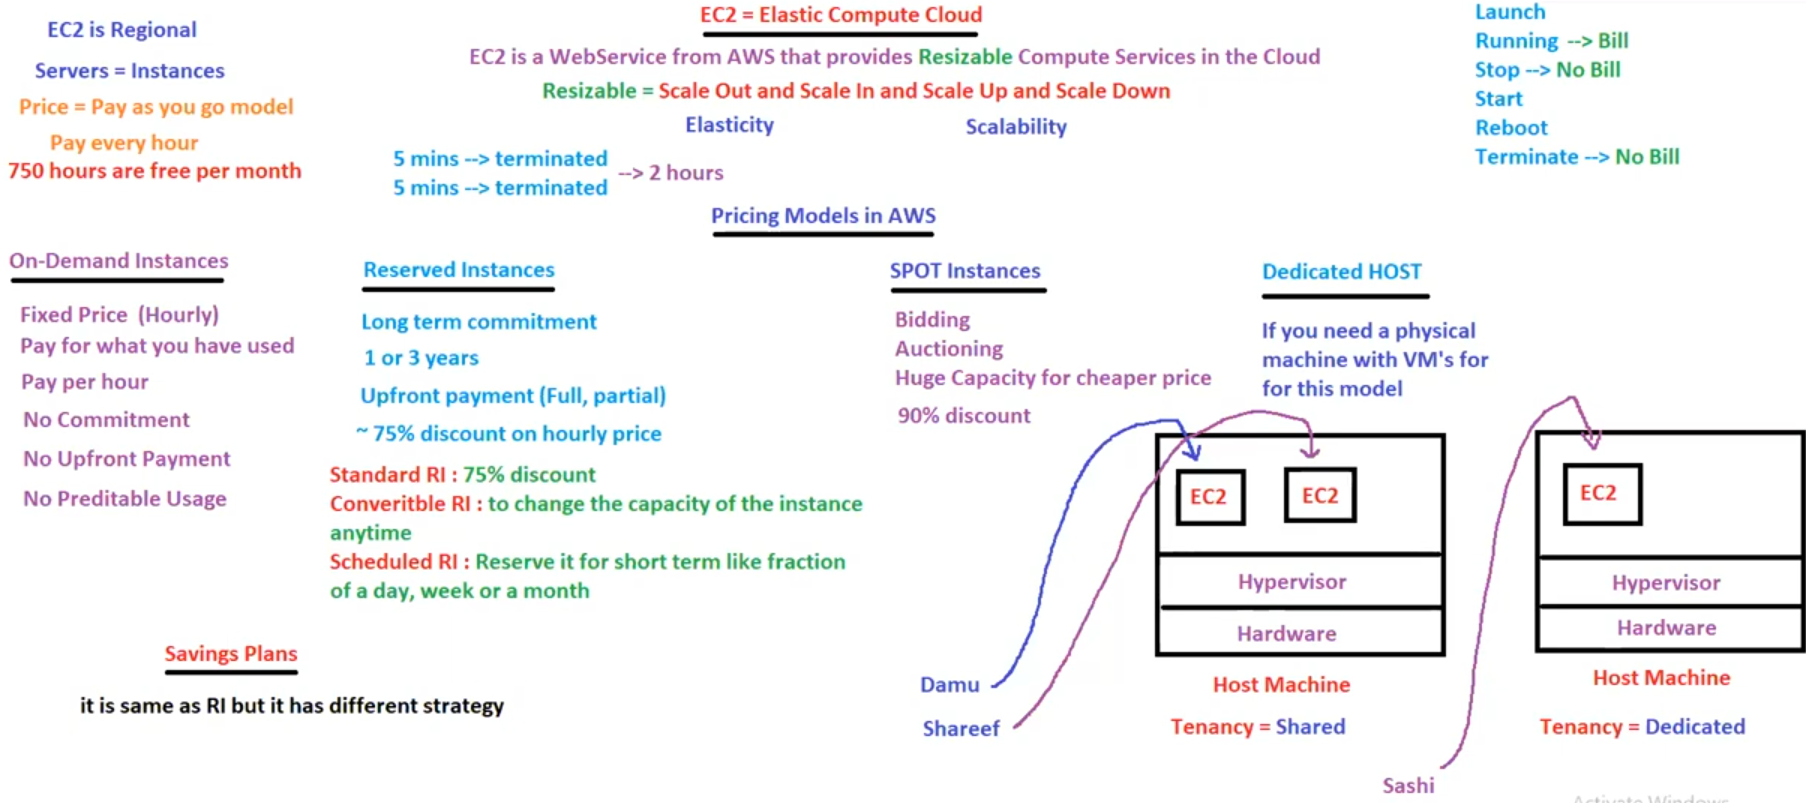 EC2 = Elastic Compute Cloud
EC2 is a WebService from AWS that provides Resizable Compute Services in the Cloud
Resizable = Scale Out and Scale In and Scale Up and Scale Down
Elasticity
Scalability
EC2 is Regional
Servers = Instances
Price = Pay as you go model
Pay every hour
750 hours are free per month
5 mins --> terminated
5 mins --> terminated
--> 2 hours
Launch
Running --> Bill
Stop --> No Bill
Start
Reboot
Terminate --> No Bill
Pricing Models in AWS
On-Demand Instances
Fixed Price (Hourly)
Pay for what you have used
Pay per hour
No Commitment
No Upfront Payment
No Preditable Usage
Reserved Instances
Long term commitment
1 or 3 years
Upfront payment (Full, partial)
~ 75% discount on hourly price
Standard RI : 75% discount
Converitble RI : to change the capacity of the instance
anytime
Scheduled RI : Reserve it for short term like fraction
of a day, week or a month
Savings Plans
it is same as RI but it has different strategy
SPOT Instances
Bidding
Auctioning
Huge Capacity for cheaper price
90% discount
Dedicated HOST
If you need a physical
machine with VM's for
for this model
EC2
EC2
Hypervisor
Hardware
Host Machine
Tenancy = Shared
Damu
Shareef
EC2
Hypervisor
Hardware
Host Machine
Tenancy = Dedicated
Sashi
Activate Windows